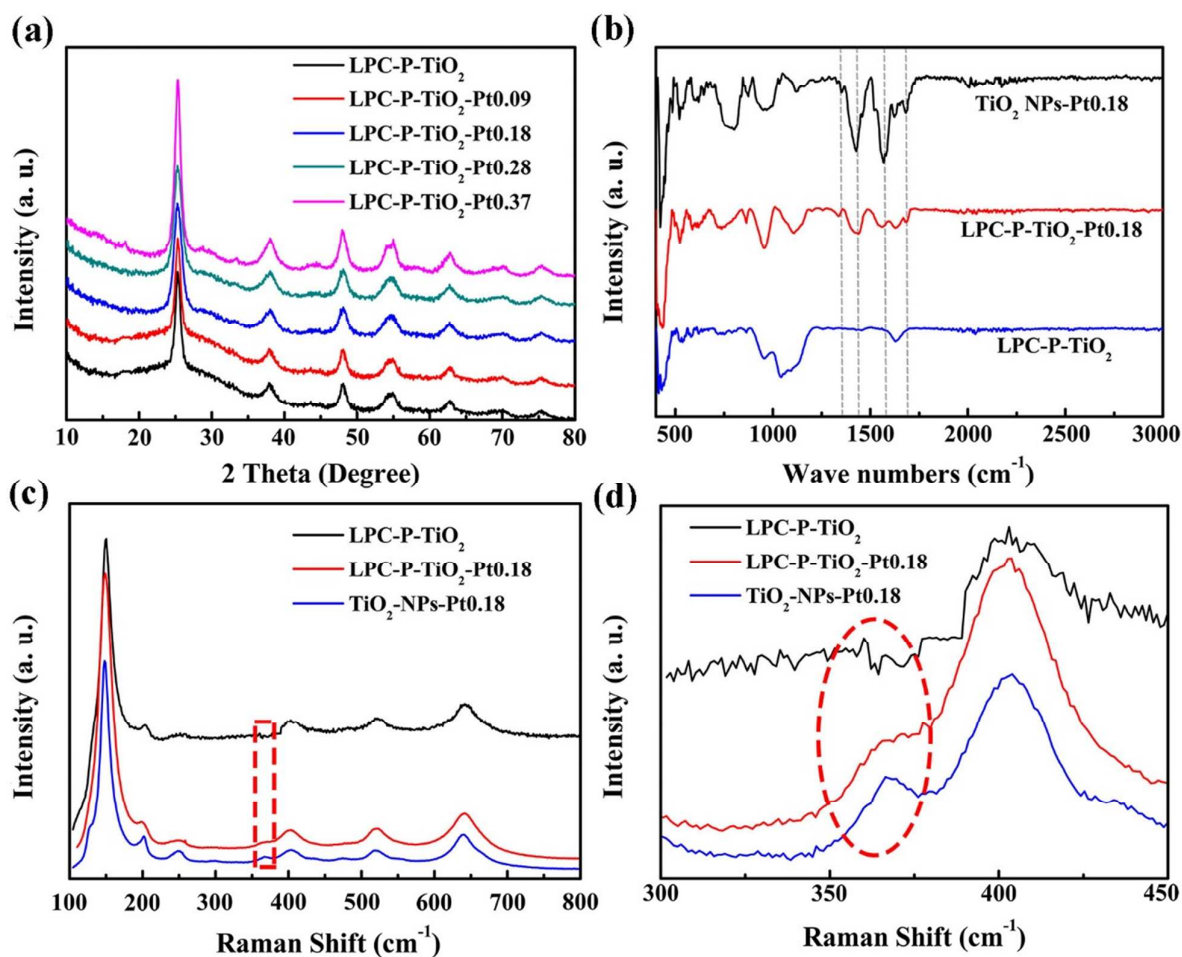 (a)
LPC-P-TiO₂
LPC-P-TiO₂-Pt0.09
LPC-P-TiO₂-Pt0.18
LPC-P-TiO₂-Pt0.28
LPC-P-TiO₂-Pt0.37
Intensity (a. u.)
10 20 30 40 50 60 70 80
2 Theta (Degree)
(b)
TiO₂ NPs-Pt0.18
LPC-P-TiO₂-Pt0.18
LPC-P-TiO₂
Intensity (a. u.)
500 1000 1500 2000 2500 3000
Wave numbers (cm⁻¹)
(c)
LPC-P-TiO₂
LPC-P-TiO₂-Pt0.18
TiO₂-NPs-Pt0.18
Intensity (a. u.)
100 200 300 400 500 600 700 800
Raman Shift (cm⁻¹)
(d)
LPC-P-TiO₂
LPC-P-TiO₂-Pt0.18
TiO₂-NPs-Pt0.18
Intensity (a. u.)
300 350 400 450
Raman Shift (cm⁻¹)